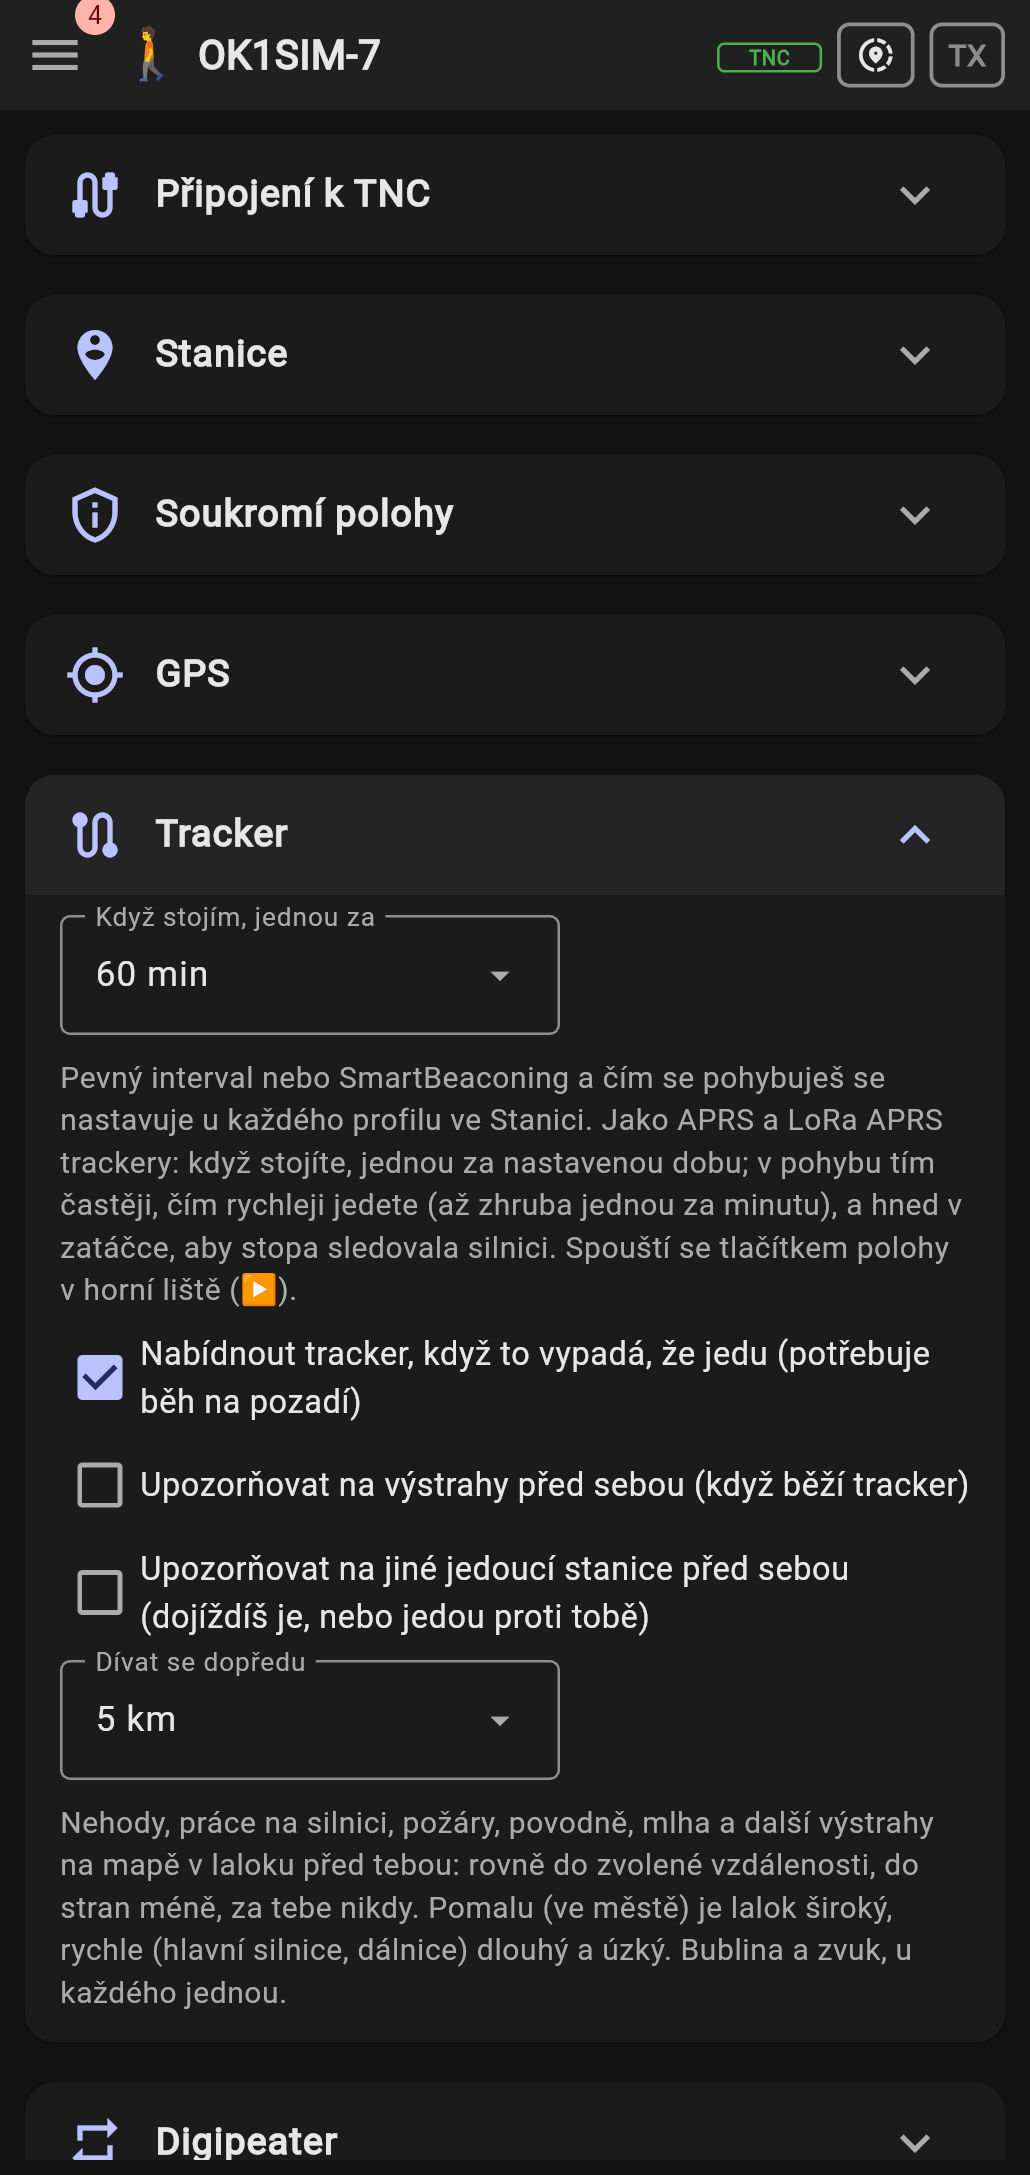 4
OK1SIM-7
TNC
TX
Připojení k TNC
Stanice
Soukromí polohy
GPS
Tracker
Když stojím, jednou za
60 min
Pevný interval nebo SmartBeaconing a čím se pohybuješ se
nastavuje u každého profilu ve Stanici. Jako APRS a LoRa APRS
trackery: když stojíte, jednou za nastavenou dobu; v pohybu tím
častěji, čím rychleji jedete (až zhruba jednou za minutu), a hned v
zatáčce, aby stopa sledovala silnici. Spouští se tlačítkem polohy
v horní liště (▶️).
Nabídnout tracker, když to vypadá, že jedu (potřebuje
běh na pozadí)
Upozorňovat na výstrahy před sebou (když běží tracker)
Upozorňovat na jiné jedoucí stanice před sebou
(dojíždíš je, nebo jedou proti tobě)
Dívat se dopředu
5 km
Nehody, práce na silnici, požáry, povodně, mlha a další výstrahy
na mapě v laloku před tebou: rovně do zvolené vzdálenosti, do
stran méně, za tebe nikdy. Pomalu (ve městě) je lalok široký,
rychle (hlavní silnice, dálnice) dlouhý a úzký. Bublina a zvuk, u
každého jednou.
Digipeater